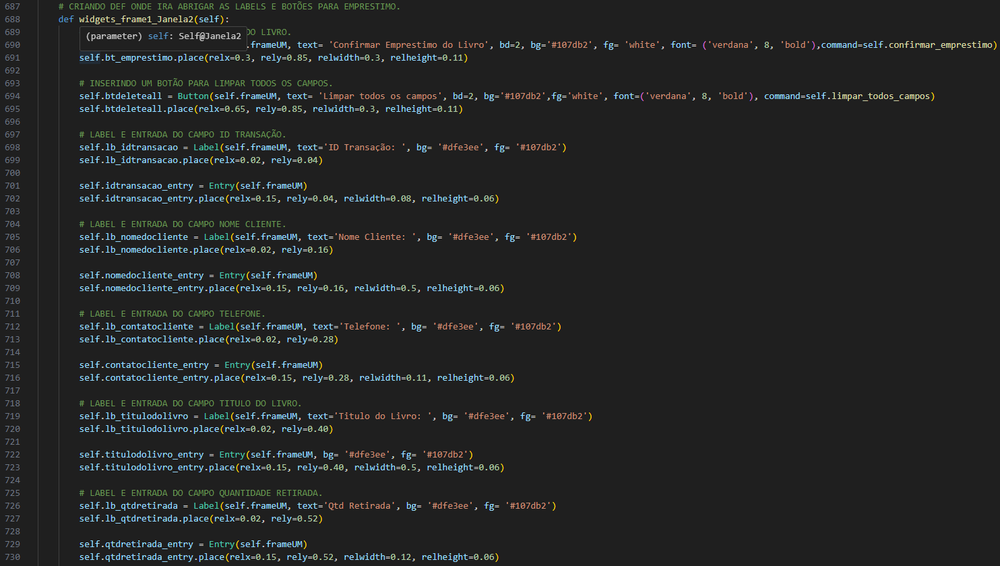 687 # CRIANDO DEF ONDE IRA ABRIGAR AS LABELS E BOTÕES PARA EMPRESTIMO.
688 def widgets_frame1_Janela2(self):
689 DO LIVRO.
(parameter) self: Self@Janela2
690 .frameUM, text= 'Confirmar Emprestimo do Livro', bd=2, bg='#107db2', fg= 'white', font= ('verdana', 8, 'bold'),command=self.confirmar_emprestimo)
691 self.bt_emprestimo.place(relx=0.3, rely=0.85, relwidth=0.3, relheight=0.11)
692
693 # INSERINDO UM BOTÃO PARA LIMPAR TODOS OS CAMPOS.
694 self.btdeleteall = Button(self.frameUM, text= 'Limpar todos os campos', bd=2, bg='#107db2',fg='white', font=('verdana', 8, 'bold'), command=self.limpar_todos_campos)
695 self.btdeleteall.place(relx=0.65, rely=0.85, relwidth=0.3, relheight=0.11)
696
697 # LABEL E ENTRADA DO CAMPO ID TRANSAÇÃO.
698 self.lb_idtransacao = Label(self.frameUM, text='ID Transação: ', bg= '#dfe3ee', fg= '#107db2')
699 self.lb_idtransacao.place(relx=0.02, rely=0.04)
700
701 self.idtransacao_entry = Entry(self.frameUM)
702 self.idtransacao_entry.place(relx=0.15, rely=0.04, relwidth=0.08, relheight=0.06)
703
704 # LABEL E ENTRADA DO CAMPO NOME CLIENTE.
705 self.lb_nomedocliente = Label(self.frameUM, text='Nome Cliente: ', bg= '#dfe3ee', fg= '#107db2')
706 self.lb_nomedocliente.place(relx=0.02, rely=0.16)
707
708 self.nomedocliente_entry = Entry(self.frameUM)
709 self.nomedocliente_entry.place(relx=0.15, rely=0.16, relwidth=0.5, relheight=0.06)
710
711 # LABEL E ENTRADA DO CAMPO TELEFONE.
712 self.lb_contatocliente = Label(self.frameUM, text='Telefone: ', bg= '#dfe3ee', fg= '#107db2')
713 self.lb_contatocliente.place(relx=0.02, rely=0.28)
714
715 self.contatocliente_entry = Entry(self.frameUM)
716 self.contatocliente_entry.place(relx=0.15, rely=0.28, relwidth=0.11, relheight=0.06)
717
718 # LABEL E ENTRADA DO CAMPO TITULO DO LIVRO.
719 self.lb_titulodolivro = Label(self.frameUM, text='Titulo do Livro: ', bg= '#dfe3ee', fg= '#107db2')
720 self.lb_titulodolivro.place(relx=0.02, rely=0.40)
721
722 self.titulodolivro_entry = Entry(self.frameUM, bg= '#dfe3ee', fg= '#107db2')
723 self.titulodolivro_entry.place(relx=0.15, rely=0.40, relwidth=0.5, relheight=0.06)
724
725 # LABEL E ENTRADA DO CAMPO QUANTIDADE RETIRADA.
726 self.lb_qtdretirada = Label(self.frameUM, text='Qtd Retirada', bg= '#dfe3ee', fg= '#107db2')
727 self.lb_qtdretirada.place(relx=0.02, rely=0.52)
728
729 self.qtdretirada_entry = Entry(self.frameUM)
730 self.qtdretirada_entry.place(relx=0.15, rely=0.52, relwidth=0.12, relheight=0.06)